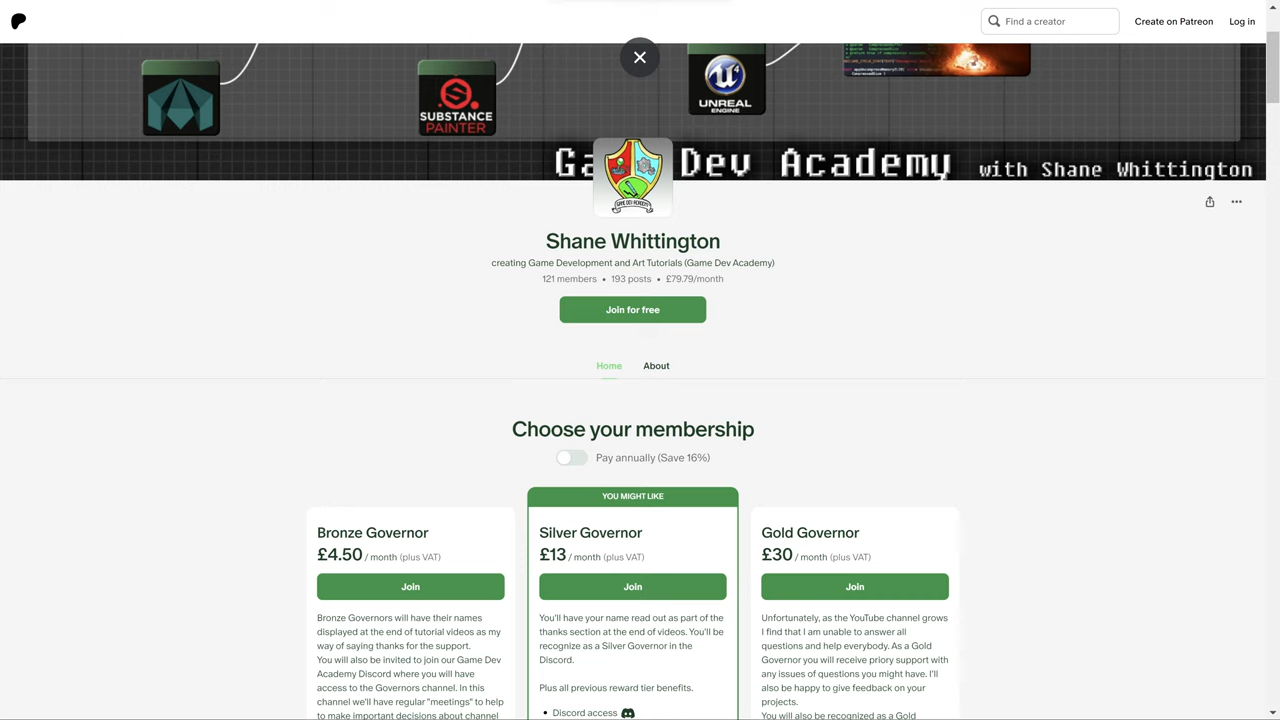 Find a creator
Create on Patreon
Log in
SUBSTANCE
PAINTER
UNREAL
ENGINE
Ga
Dev Academy with Shane Whittington
GAME DEV ACADEMY
Shane Whittington
creating Game Development and Art Tutorials (Game Dev Academy)
121 members • 193 posts • £79.79/month
Join for free
Home
About
Choose your membership
Pay annually (Save 16%)
Bronze Governor
£4.50 / month (plus VAT)
Join
Bronze Governors will have their names
displayed at the end of tutorial videos as my
way of saying thanks for the support.
You will also be invited to join our Game Dev
Academy Discord where you will have
access to the Governors channel. In this
channel we'll have regular "meetings" to help
to make important decisions about channel
YOU MIGHT LIKE
Silver Governor
£13 / month (plus VAT)
Join
You'll have your name read out as part of the
thanks section at the end of videos. You'll be
recognize as a Silver Governor in the
Discord.
Plus all previous reward tier benefits.
• Discord access
Gold Governor
£30 / month (plus VAT)
Join
Unfortunately, as the YouTube channel grows
I find that I am unable to answer all
questions and help everybody. As a Gold
Governor you will receive priory support with
any issues of questions you might have. I'll
also be happy to give feedback on your
projects.
You will also be recognized as a Gold